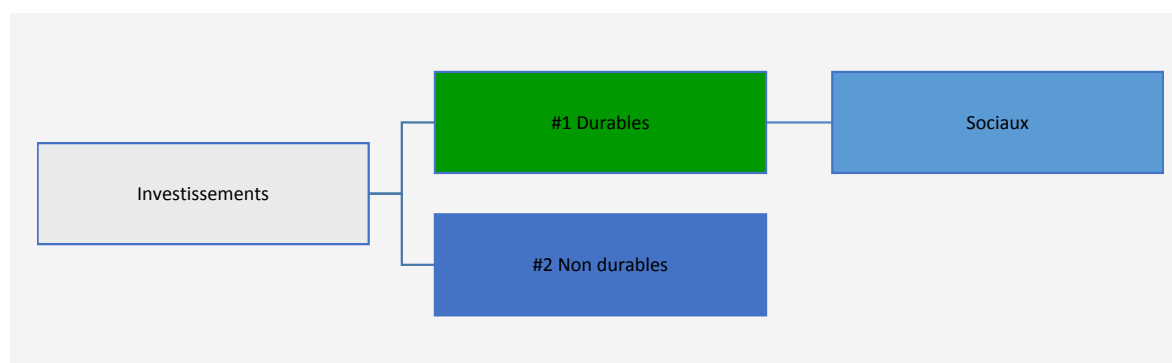 #1 Durables
Sociaux
Investissements
#2 Non durables